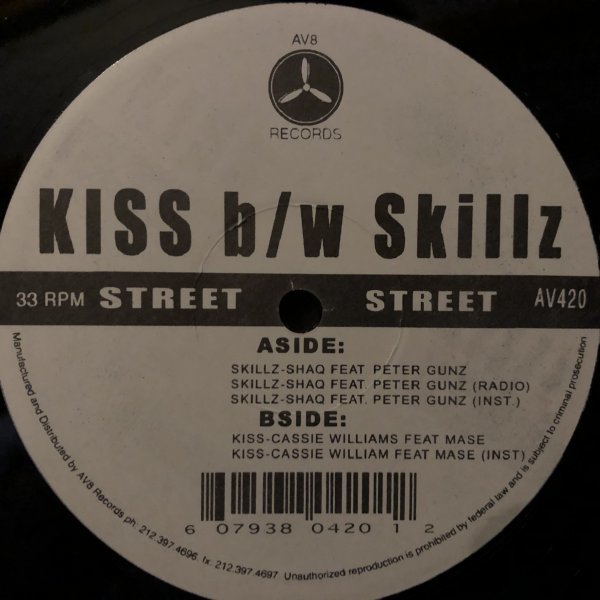 AV8
RECORDS
KISS b/w Skillz
33 RPM STREET STREET AV420
ASIDE:
SKILLZ-SHAQ FEAT. PETER GUNZ
SKILLZ-SHAQ FEAT. PETER GUNZ (RADIO)
SKILLZ-SHAQ FEAT. PETER GUNZ (INST.)
BSIDE:
KISS-CASSIE WILLIAMS FEAT MASE
KISS-CASSIE WILLIAM FEAT MASE (INST)
6 07938 0420 1 2
Manufactured and Distributed by AV8 Records ph: 212.397.4696. fx. 212.397.4697 Unauthorized reproduction is prohibited by federal law and is subject to criminal prosecution